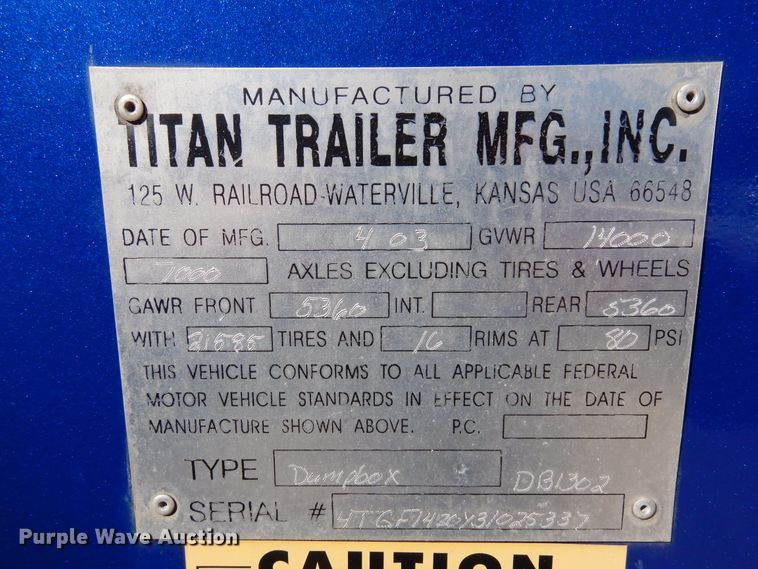 MANUFACTURED BY
TITAN TRAILER MFG., INC.
125 W. RAILROAD-WATERVILLE, KANSAS USA 66548
DATE OF MFG. 4 03 GVWR 14000
7000 AXLES EXCLUDING TIRES & WHEELS
GAWR FRONT 5360 INT. REAR 5360
WITH 21585 TIRES AND 16 RIMS AT 80 PSI
THIS VEHICLE CONFORMS TO ALL APPLICABLE FEDERAL
MOTOR VEHICLE STANDARDS IN EFFECT ON THE DATE OF
MANUFACTURE SHOWN ABOVE. P.C.
TYPE Dumpbox DB1302
SERIAL # 4TGF1420Y31025337
Purple Wave Auction
CAUTION